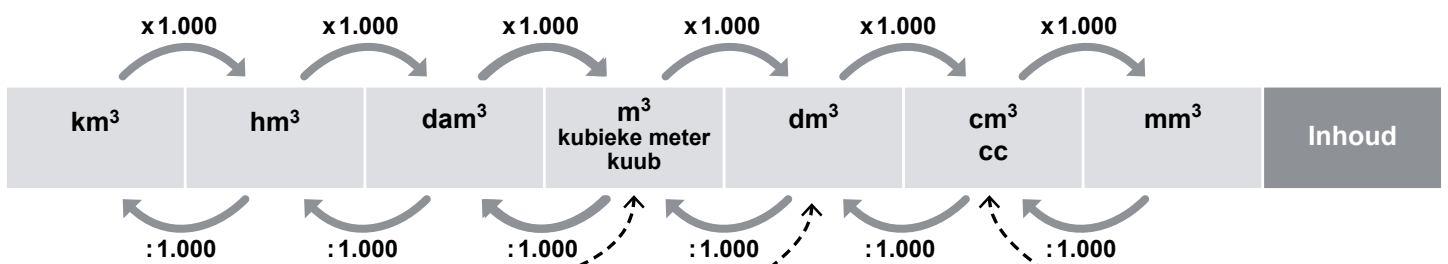 x 1.000 x 1.000 x 1.000 x 1.000 x 1.000 x 1.000
km³ hm³ dam³ m³ dm³ cm³ mm³ Inhoud
kubieke meter cc
kuub
: 1.000 : 1.000 : 1.000 : 1.000 : 1.000 : 1.000